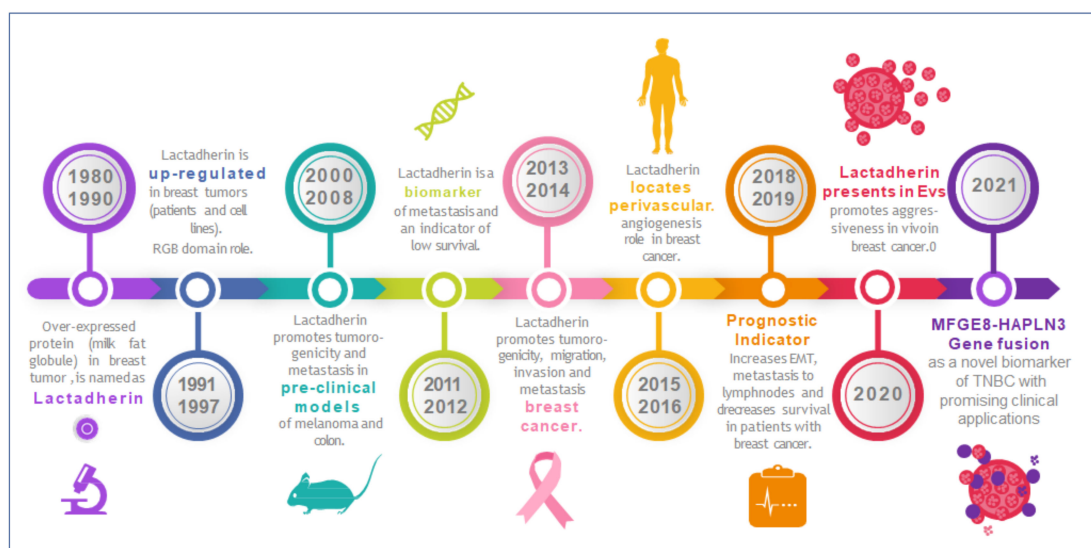 1980
1990
Over-expressed
protein (milk fat
globule) in breast
tumor , is named as
Lactadherin
Lactadherin is
up-regulated
in breast tumors
(patients and cell
lines).
RGB domain role.
1991
1997
2000
2008
Lactadherin
promotes tumoro-
genicity and
metastasis in
pre-clinical
models
of melanoma and
colon.
Lactadherin is a
biomarker
of metastasis and
an indicator of
low survival.
2011
2012
2013
2014
Lactadherin
promotes tumoro-
genicity, migration,
invasion and
metastasis
breast
cancer.
Lactadherin
locates
perivascular.
angiogenesis
role in breast
cancer.
2015
2016
2018
2019
Prognostic
Indicator
Increases EMT,
metastasis to
lymphnodes and
drecreases survival
in patients with
breast cancer.
Lactadherin
presents in Evs
promotes aggres-
siveness in vivoin
breast cancer.0
2020
2021
MFGE8-HAPLN3
Gene fusion
as a novel biomarker
of TNBC with
promising clinical
applications